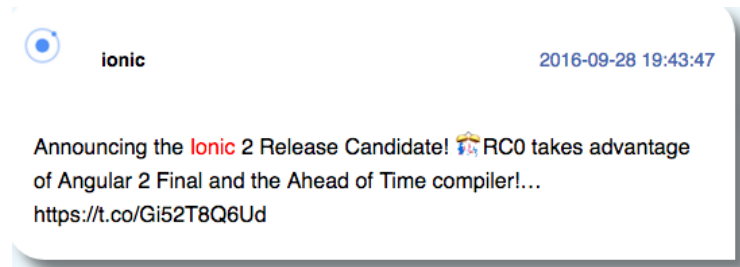 ionic
2016-09-28 19:43:47
Announcing the Ionic 2 Release Candidate! 🎊RC0 takes advantage
of Angular 2 Final and the Ahead of Time compiler!…
https://t.co/Gi52T8Q6Ud